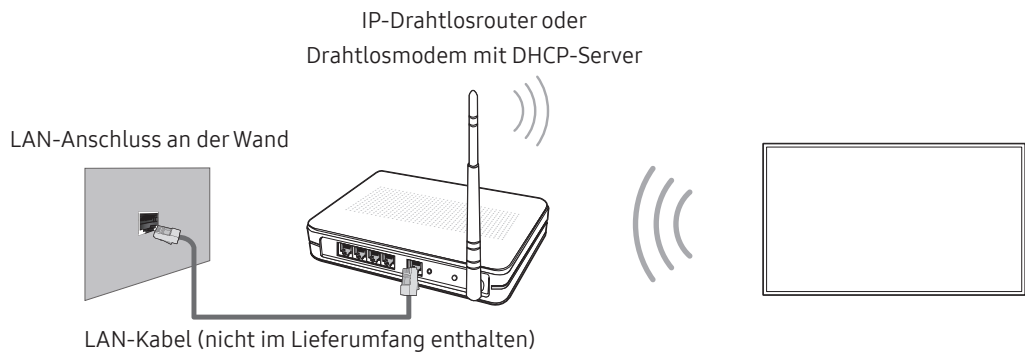 IP-Drahtlosrouter oder
Drahtlosmodem mit DHCP-Server
LAN-Anschluss an der Wand
LAN-Kabel (nicht im Lieferumfang enthalten)